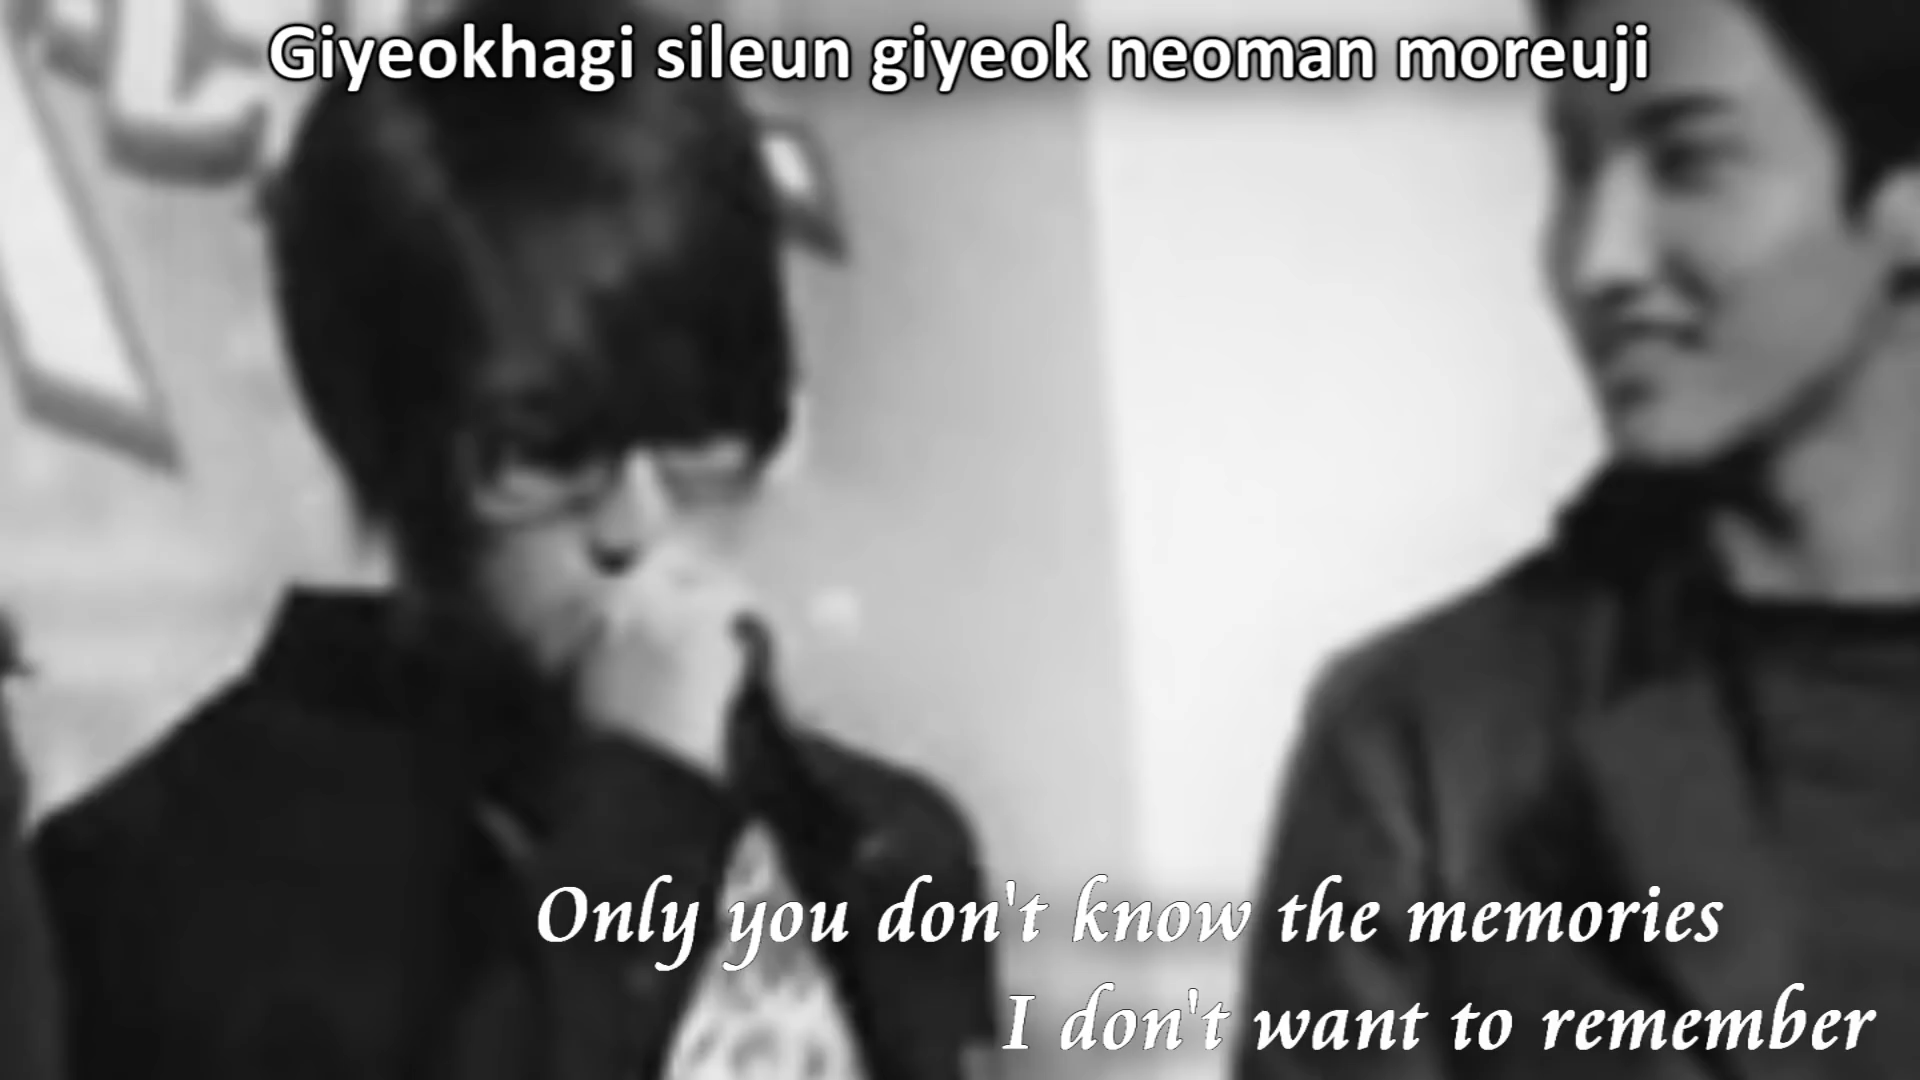 Giyeokhagi sileun giyeok neoman moreuji
Only you don't know the memories
I don't want to remember